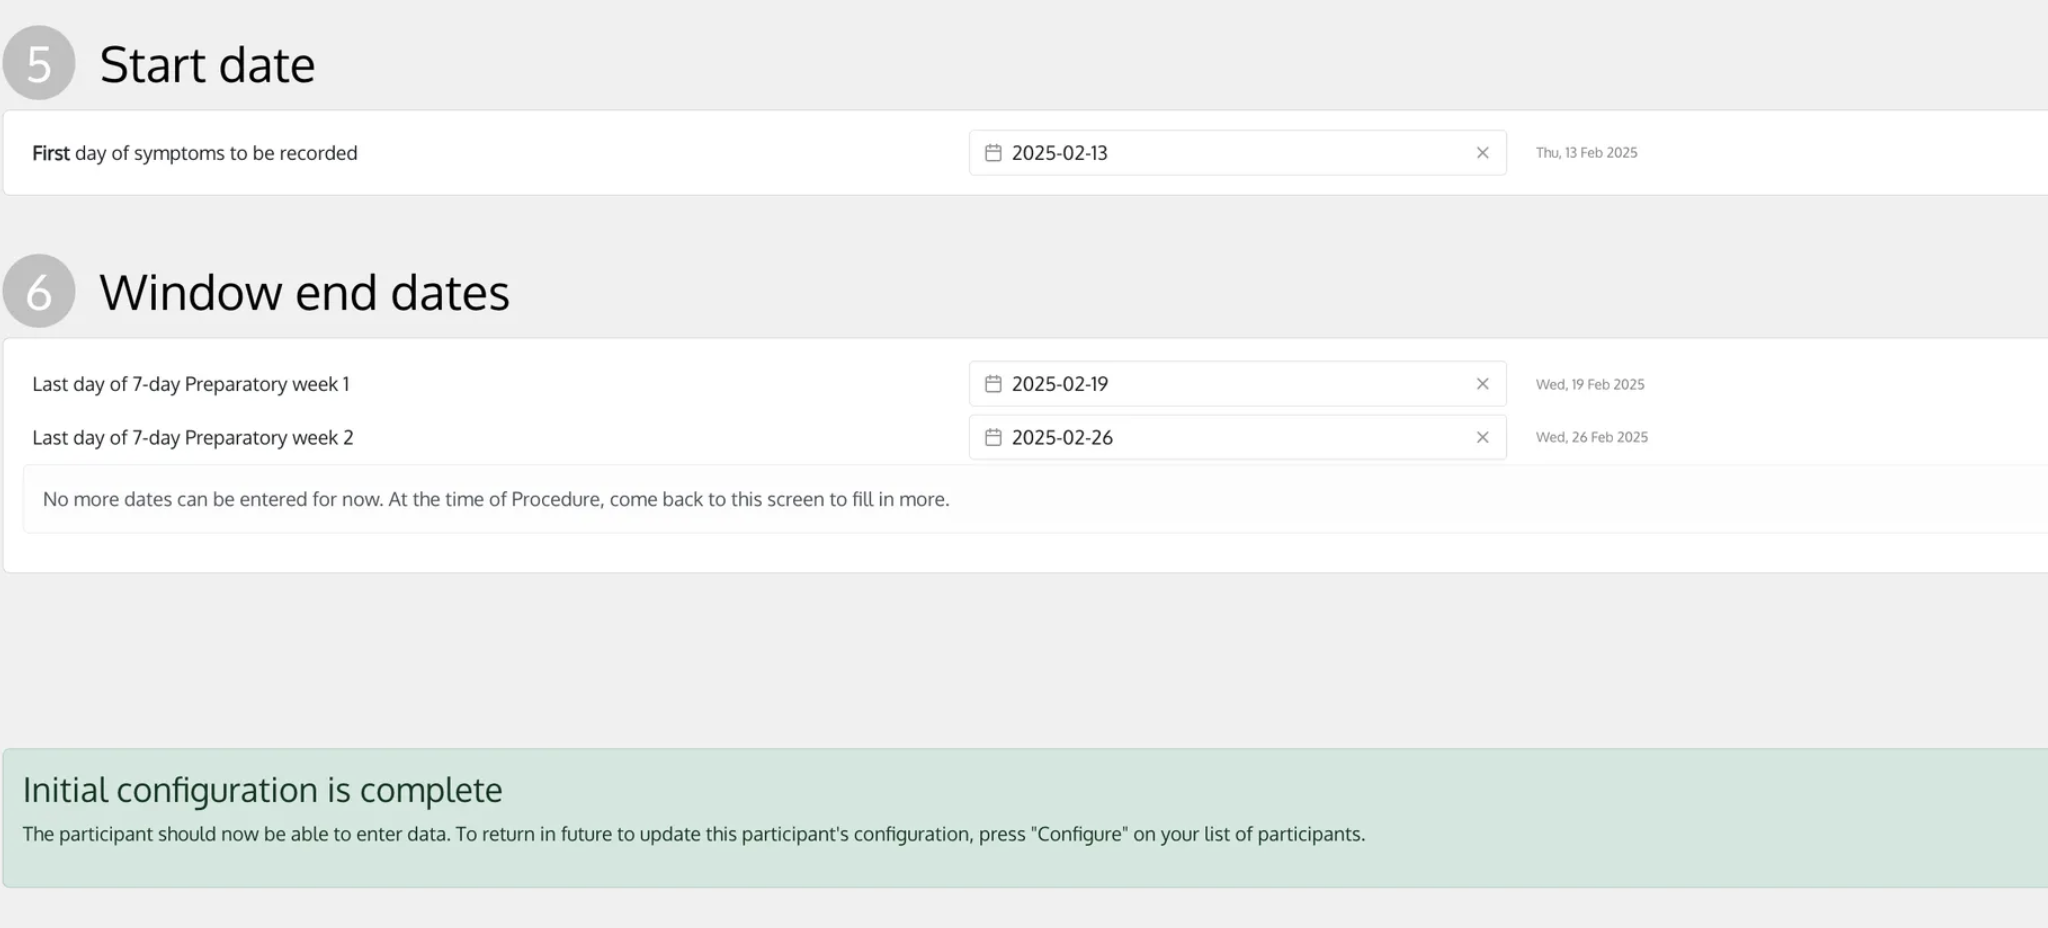 5 Start date
First day of symptoms to be recorded 2025-02-13 Thu, 13 Feb 2025
6 Window end dates
Last day of 7-day Preparatory week 1 2025-02-19 Wed, 19 Feb 2025
Last day of 7-day Preparatory week 2 2025-02-26 Wed, 26 Feb 2025
No more dates can be entered for now. At the time of Procedure, come back to this screen to fill in more.
Initial configuration is complete
The participant should now be able to enter data. To return in future to update this participant's configuration, press "Configure" on your list of participants.